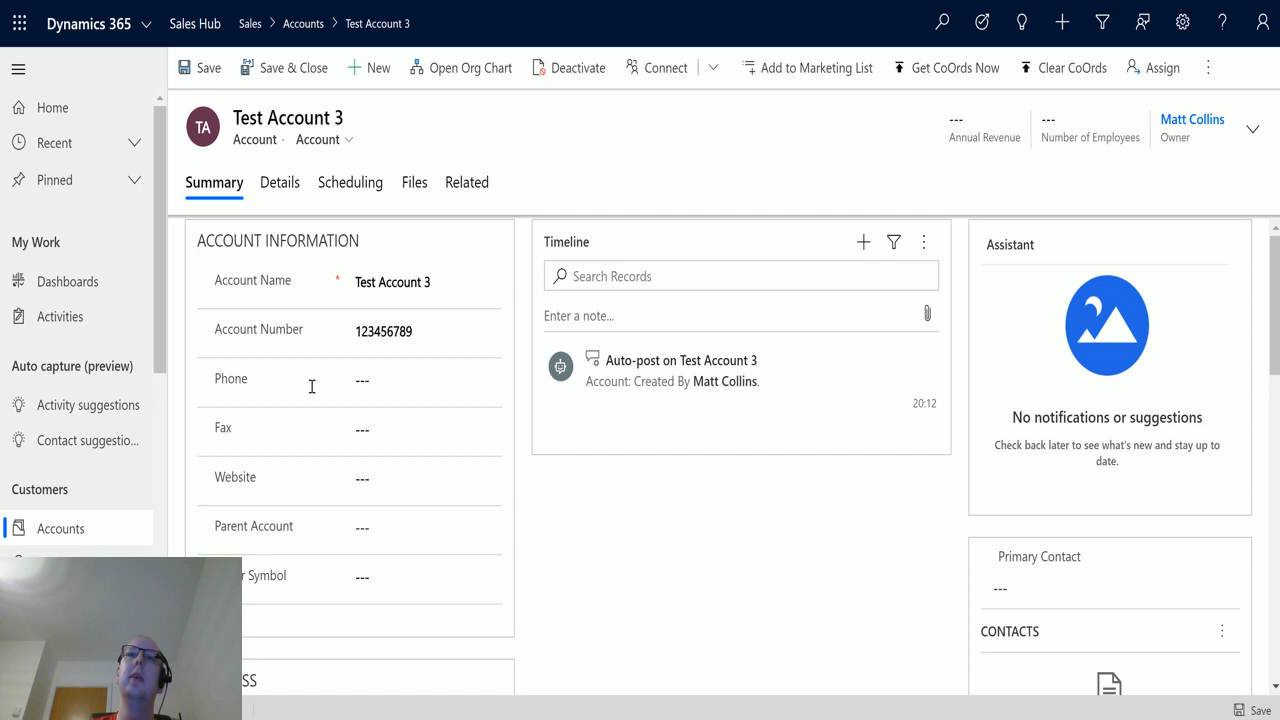 Dynamics 365 Sales Hub Sales Accounts Test Account 3
Save Save & Close New Open Org Chart Deactivate Connect Add to Marketing List Get CoOrds Now Clear CoOrds Assign
Home
Recent
Pinned
My Work
Dashboards
Activities
Auto capture (preview)
Activity suggestions
Contact suggestio...
Customers
Accounts
TA
Test Account 3
Account · Account
---
Annual Revenue
---
Number of Employees
Matt Collins
Owner
Summary Details Scheduling Files Related
ACCOUNT INFORMATION
Account Name * Test Account 3
Account Number 123456789
Phone ---
Fax ---
Website ---
Parent Account ---
r Symbol ---
SS
Timeline
Search Records
Enter a note...
Auto-post on Test Account 3
Account: Created By Matt Collins.
20:12
Assistant
No notifications or suggestions
Check back later to see what's new and stay up to
date.
Primary Contact
---
CONTACTS
Save